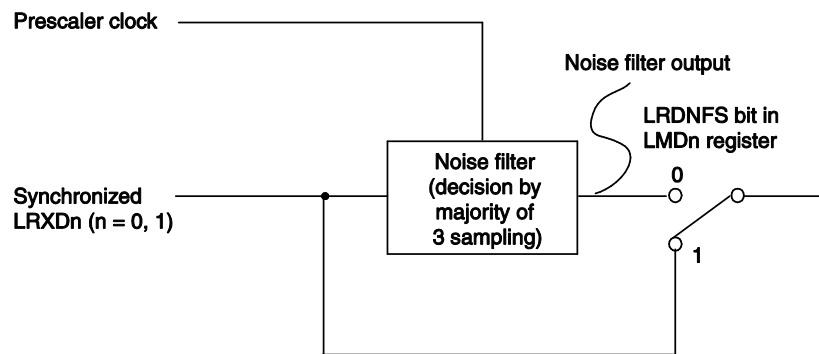 Prescaler clock
Noise filter output
LRDNFS bit in
LMDn register
Noise filter
(decision by
majority of
3 sampling)
Synchronized
LRXDn (n = 0, 1)
0
1